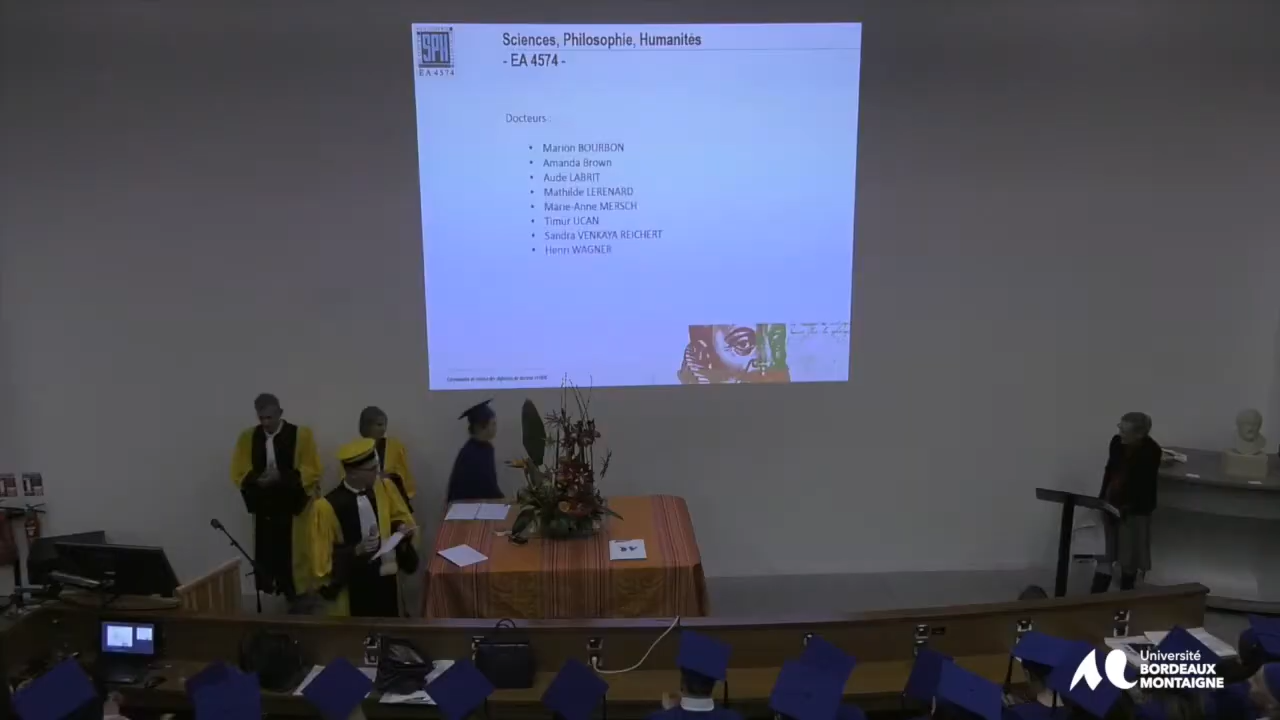 SPH
EA 4574
Sciences, Philosophie, Humanités
- EA 4574 -
Docteurs :
• Marion BOURBON
• Amanda Brown
• Aude LABRIT
• Mathilde LERENARD
• Marie-Anne MERSCH
• Timur UCAN
• Sandra VENKAYA REICHERT
• Henri WAGNER
Université
BORDEAUX
MONTAIGNE